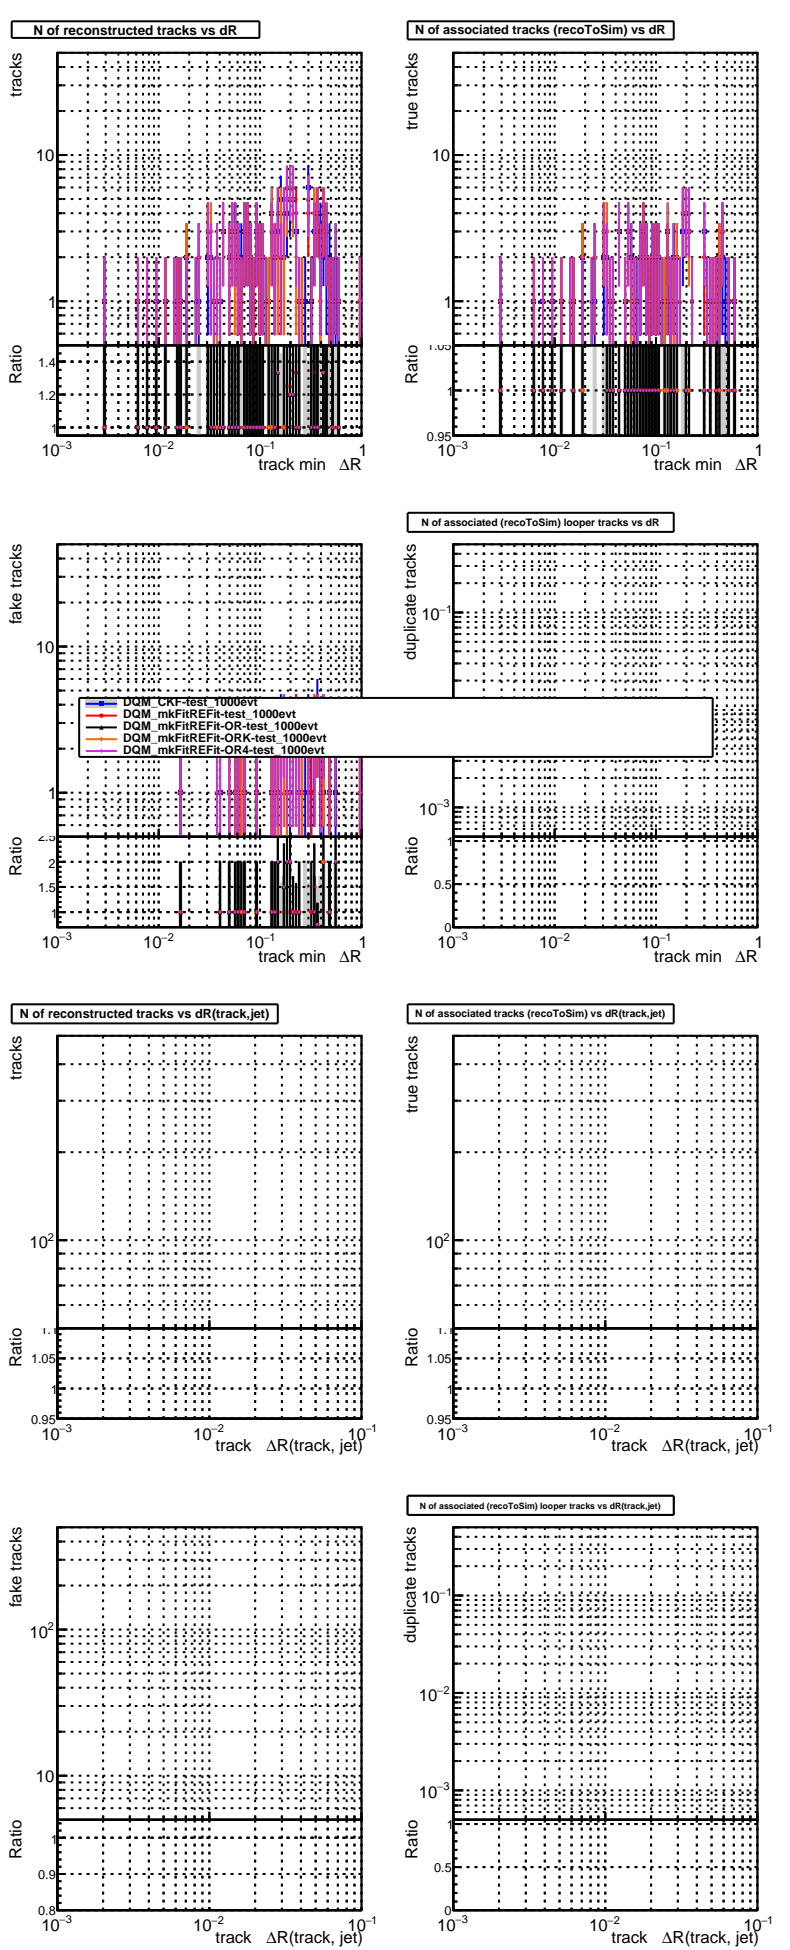 N of reconstructed tracks vs dR
tracks
10
1
Ratio
1.4
1.2
1
10−3 10−2 10−1 1
track min ΔR
N of associated tracks (recoToSim) vs dR
true tracks
10
1
Ratio
1.05
1
0.95
10−3 10−2 10−1 1
track min ΔR
fake tracks
10
1
Ratio
2.5
2
1.5
1
10−3 10−2 10−1 1
track min ΔR
N of associated (recoToSim) looper tracks vs dR
duplicate tracks
10−1
10−3
Ratio
1
0.5
0
10−3 10−2 10−1 1
track min ΔR
DQM_CKF-test_1000evt
DQM_mkFitREFit-test_1000evt
DQM_mkFitREFit-OR-test_1000evt
DQM_mkFitREFit-ORK-test_1000evt
DQM_mkFitREFit-OR4-test_1000evt
N of reconstructed tracks vs dR(track,jet)
tracks
102
Ratio
1.1
1.05
1
0.95
10−3 10−2 10−1
track ΔR(track, jet)
N of associated tracks (recoToSim) vs dR(track,jet)
true tracks
102
Ratio
1.1
1.05
1
0.95
10−3 10−2 10−1
track ΔR(track, jet)
fake tracks
102
10
Ratio
1
0.9
0.8
10−3 10−2 10−1
track ΔR(track, jet)
N of associated (recoToSim) looper tracks vs dR(track,jet)
duplicate tracks
10−1
10−2
10−3
Ratio
1
0.5
0
10−3 10−2 10−1
track ΔR(track, jet)